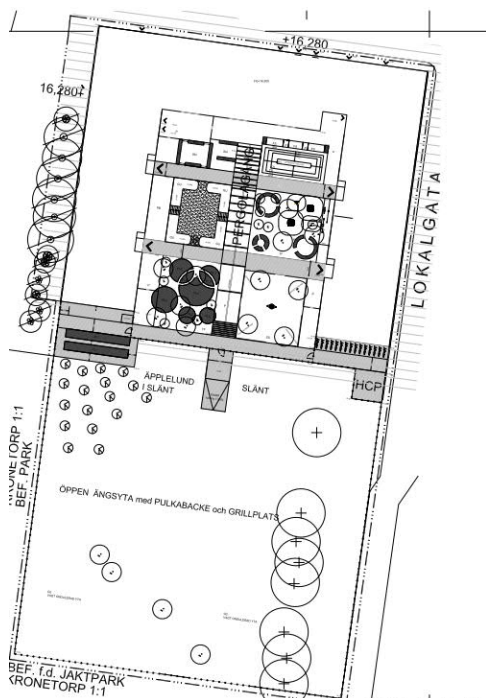 +16,280
16,280+
PERGOLAGÅNG
LOKALGATA
ÄPPLELUND
I SLÄNT
SLÄNT
HCP
KRONETORP 1:1
BEF. PARK
ÖPPEN ÄNGSYTA med PULKABACKE och GRILLPLATS
BEF. f.d. JAKTPARK
KRONETORP 1:1